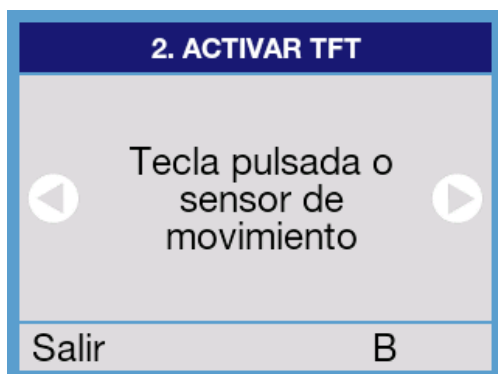 2. ACTIVAR TFT
Tecla pulsada o
sensor de
movimiento
Salir B